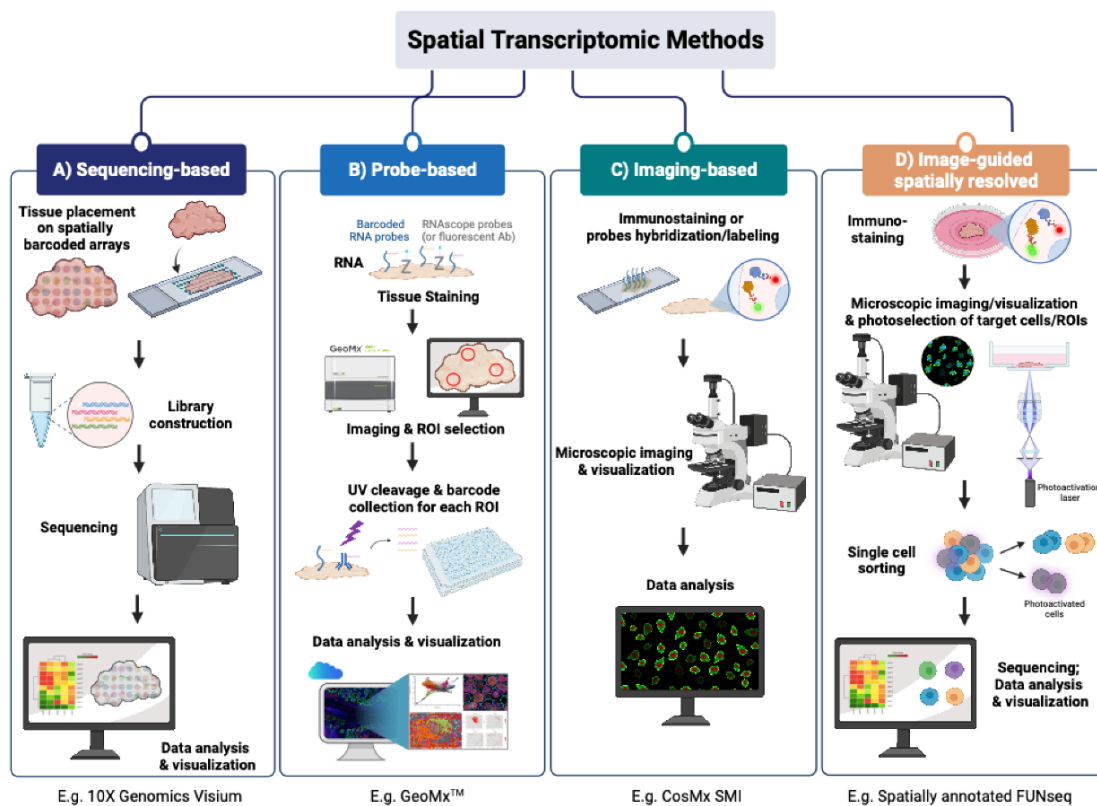 Spatial Transcriptomic Methods
A) Sequencing-based
Tissue placement
on spatially
barcoded arrays
Library
construction
Sequencing
Data analysis
& visualization
E.g. 10X Genomics Visium
B) Probe-based
Barcoded
RNA probes
RNAscope probes
(or fluorescent Ab)
RNA
Z
Z
Tissue Staining
GeoMx
Imaging & ROI selection
UV cleavage & barcode
collection for each ROI
Data analysis & visualization
E.g. GeoMx™
C) Imaging-based
Immunostaining or
probes hybridization/labeling
Microscopic imaging
& visualization
Data analysis
E.g. CosMx SMI
D) Image-guided
spatially resolved
Immuno-
staining
Microscopic imaging/visualization
& photoselection of target cells/ROIs
Photoactivation
laser
Single cell
sorting
Photoactivated
cells
Sequencing;
Data analysis
& visualization
E.g. Spatially annotated FUNseq